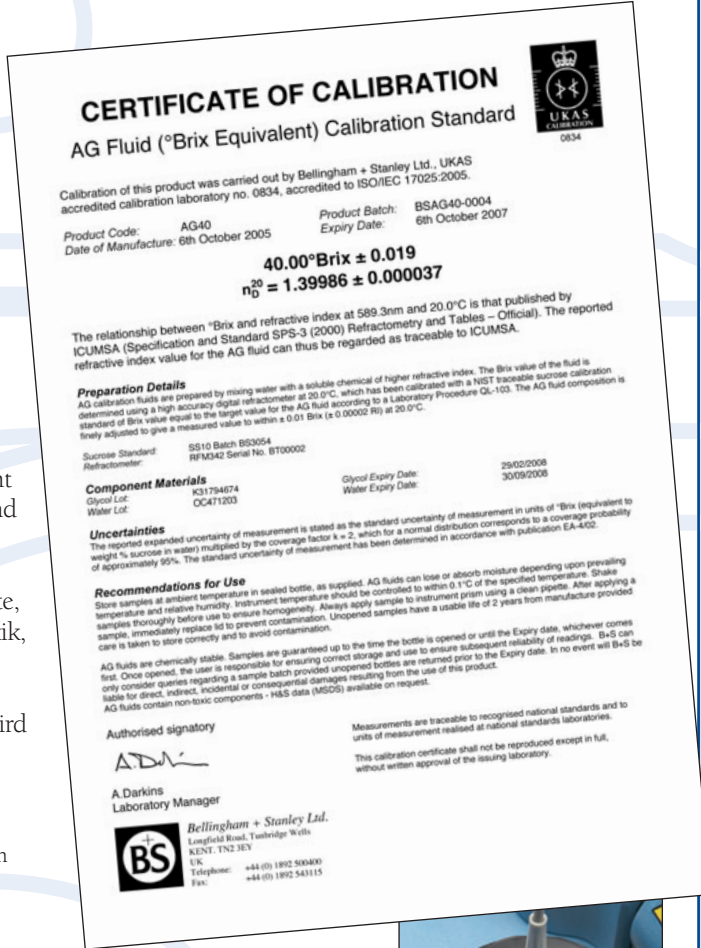 CERTIFICATE OF CALIBRATION
AG Fluid (°Brix Equivalent) Calibration Standard
UKAS
CALIBRATION
0834
Calibration of this product was carried out by Bellingham + Stanley Ltd., UKAS
accredited calibration laboratory no. 0834, accredited to ISO/IEC 17025:2005.
Product Code: AG40 Product Batch: BSAG40-0004
Date of Manufacture: 6th October 2005 Expiry Date: 6th October 2007
40.00°Brix ± 0.019
n20D = 1.39986 ± 0.000037
The relationship between °Brix and refractive index at 589.3nm and 20.0°C is that published by
ICUMSA (Specification and Standard SPS-3 (2000) Refractometry and Tables – Official). The reported
refractive index value for the AG fluid can thus be regarded as traceable to ICUMSA.
Preparation Details
AG calibration fluids are prepared by mixing water with a soluble chemical of higher refractive index. The Brix value of the fluid is
determined using a high accuracy digital refractometer at 20.0°C, which has been calibrated with a NIST traceable sucrose calibration
standard of Brix value equal to the target value for the AG fluid according to a Laboratory Procedure QL-103. The AG fluid composition is
finely adjusted to give a measured value to within ± 0.01 Brix (± 0.00002 RI) at 20.0°C.
Sucrose Standard: SS10 Batch BS3054
Refractometer: RFM342 Serial No. BT00002
Component Materials
Glycol Lot: K31794674 Glycol Expiry Date: 29/02/2008
Water Lot: OC471203 Water Expiry Date: 30/09/2008
Uncertainties
The reported expanded uncertainty of measurement is stated as the standard uncertainty of measurement in units of °Brix (equivalent to
weight % sucrose in water) multiplied by the coverage factor k = 2, which for a normal distribution corresponds to a coverage probability
of approximately 95%. The standard uncertainty of measurement has been determined in accordance with publication EA-4/02.
Recommendations for Use
Store samples at ambient temperature in sealed bottle, as supplied. AG fluids can lose or absorb moisture depending upon prevailing
temperature and relative humidity. Instrument temperature should be controlled to within 0.1°C of the specified temperature. Shake
samples thoroughly before use to ensure homogeneity. Always apply sample to instrument prism using a clean pipette. After applying a
sample, immediately replace lid to prevent contamination. Unopened samples have a usable life of 2 years from manufacture provided
care is taken to store correctly and to avoid contamination.
AG fluids are chemically stable. Samples are guaranteed up to the time the bottle is opened or until the Expiry date, whichever comes
first. Once opened, the user is responsible for ensuring correct storage and use to ensure subsequent reliability of readings. B+S can
only consider queries regarding a sample batch provided unopened bottles are returned prior to the Expiry date. In no event will B+S be
liable for direct, indirect, incidental or consequential damages resulting from the use of this product.
AG fluids contain non-toxic components - H&S data (MSDS) available on request.
Authorised signatory
Measurements are traceable to recognised national standards and to
units of measurement realised at national standards laboratories.
This calibration certificate shall not be reproduced except in full,
without written approval of the issuing laboratory.
A.Darkins
Laboratory Manager
BS
Bellingham + Stanley Ltd.
Longfield Road, Tunbridge Wells
KENT. TN2 3EY
UK
Telephone: +44 (0) 1892 500400
Fax: +44 (0) 1892 543115